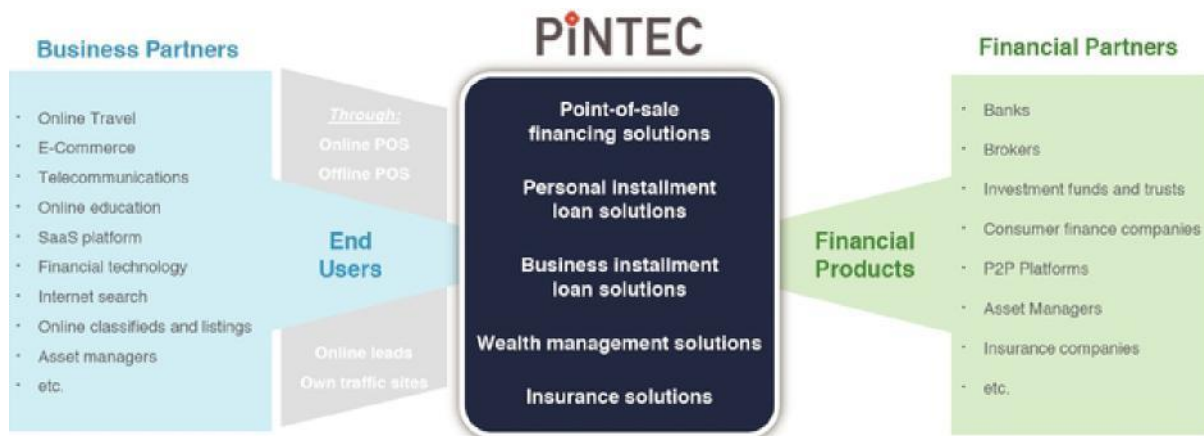 PINTEC
Business Partners
· Online Travel
· E-Commerce
· Telecommunications
· Online education
· SaaS platform
· Financial technology
· Internet search
· Online classifieds and listings
· Asset managers
· etc.
Through:
Online POS
Offline POS
End
Users
Online leads
Own traffic sites
Point-of-sale
financing solutions
Personal installment
loan solutions
Business installment
loan solutions
Wealth management solutions
Insurance solutions
Financial
Products
Financial Partners
· Banks
· Brokers
· Investment funds and trusts
· Consumer finance companies
· P2P Platforms
· Asset Managers
· Insurance companies
· etc.